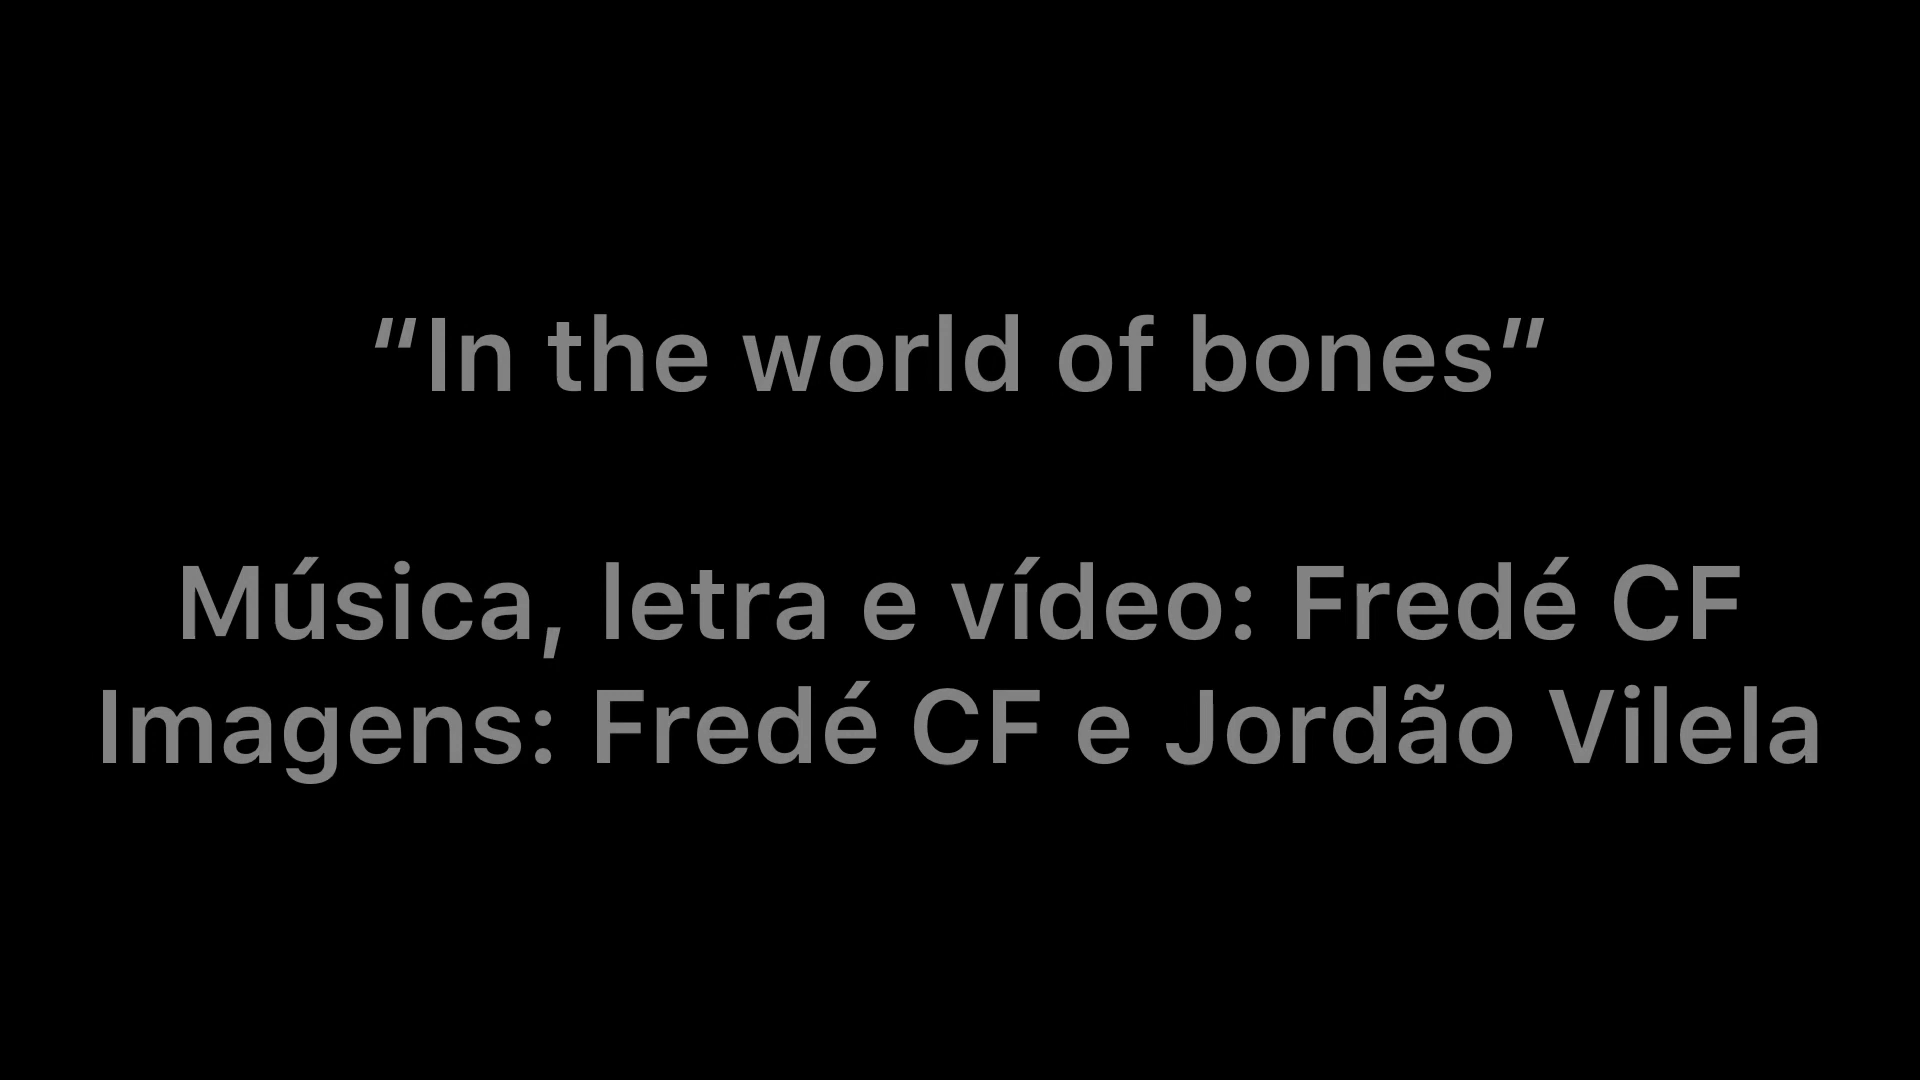 “In the world of bones”
Música, letra e vídeo: Fredé CF
Imagens: Fredé CF e Jordão Vilela